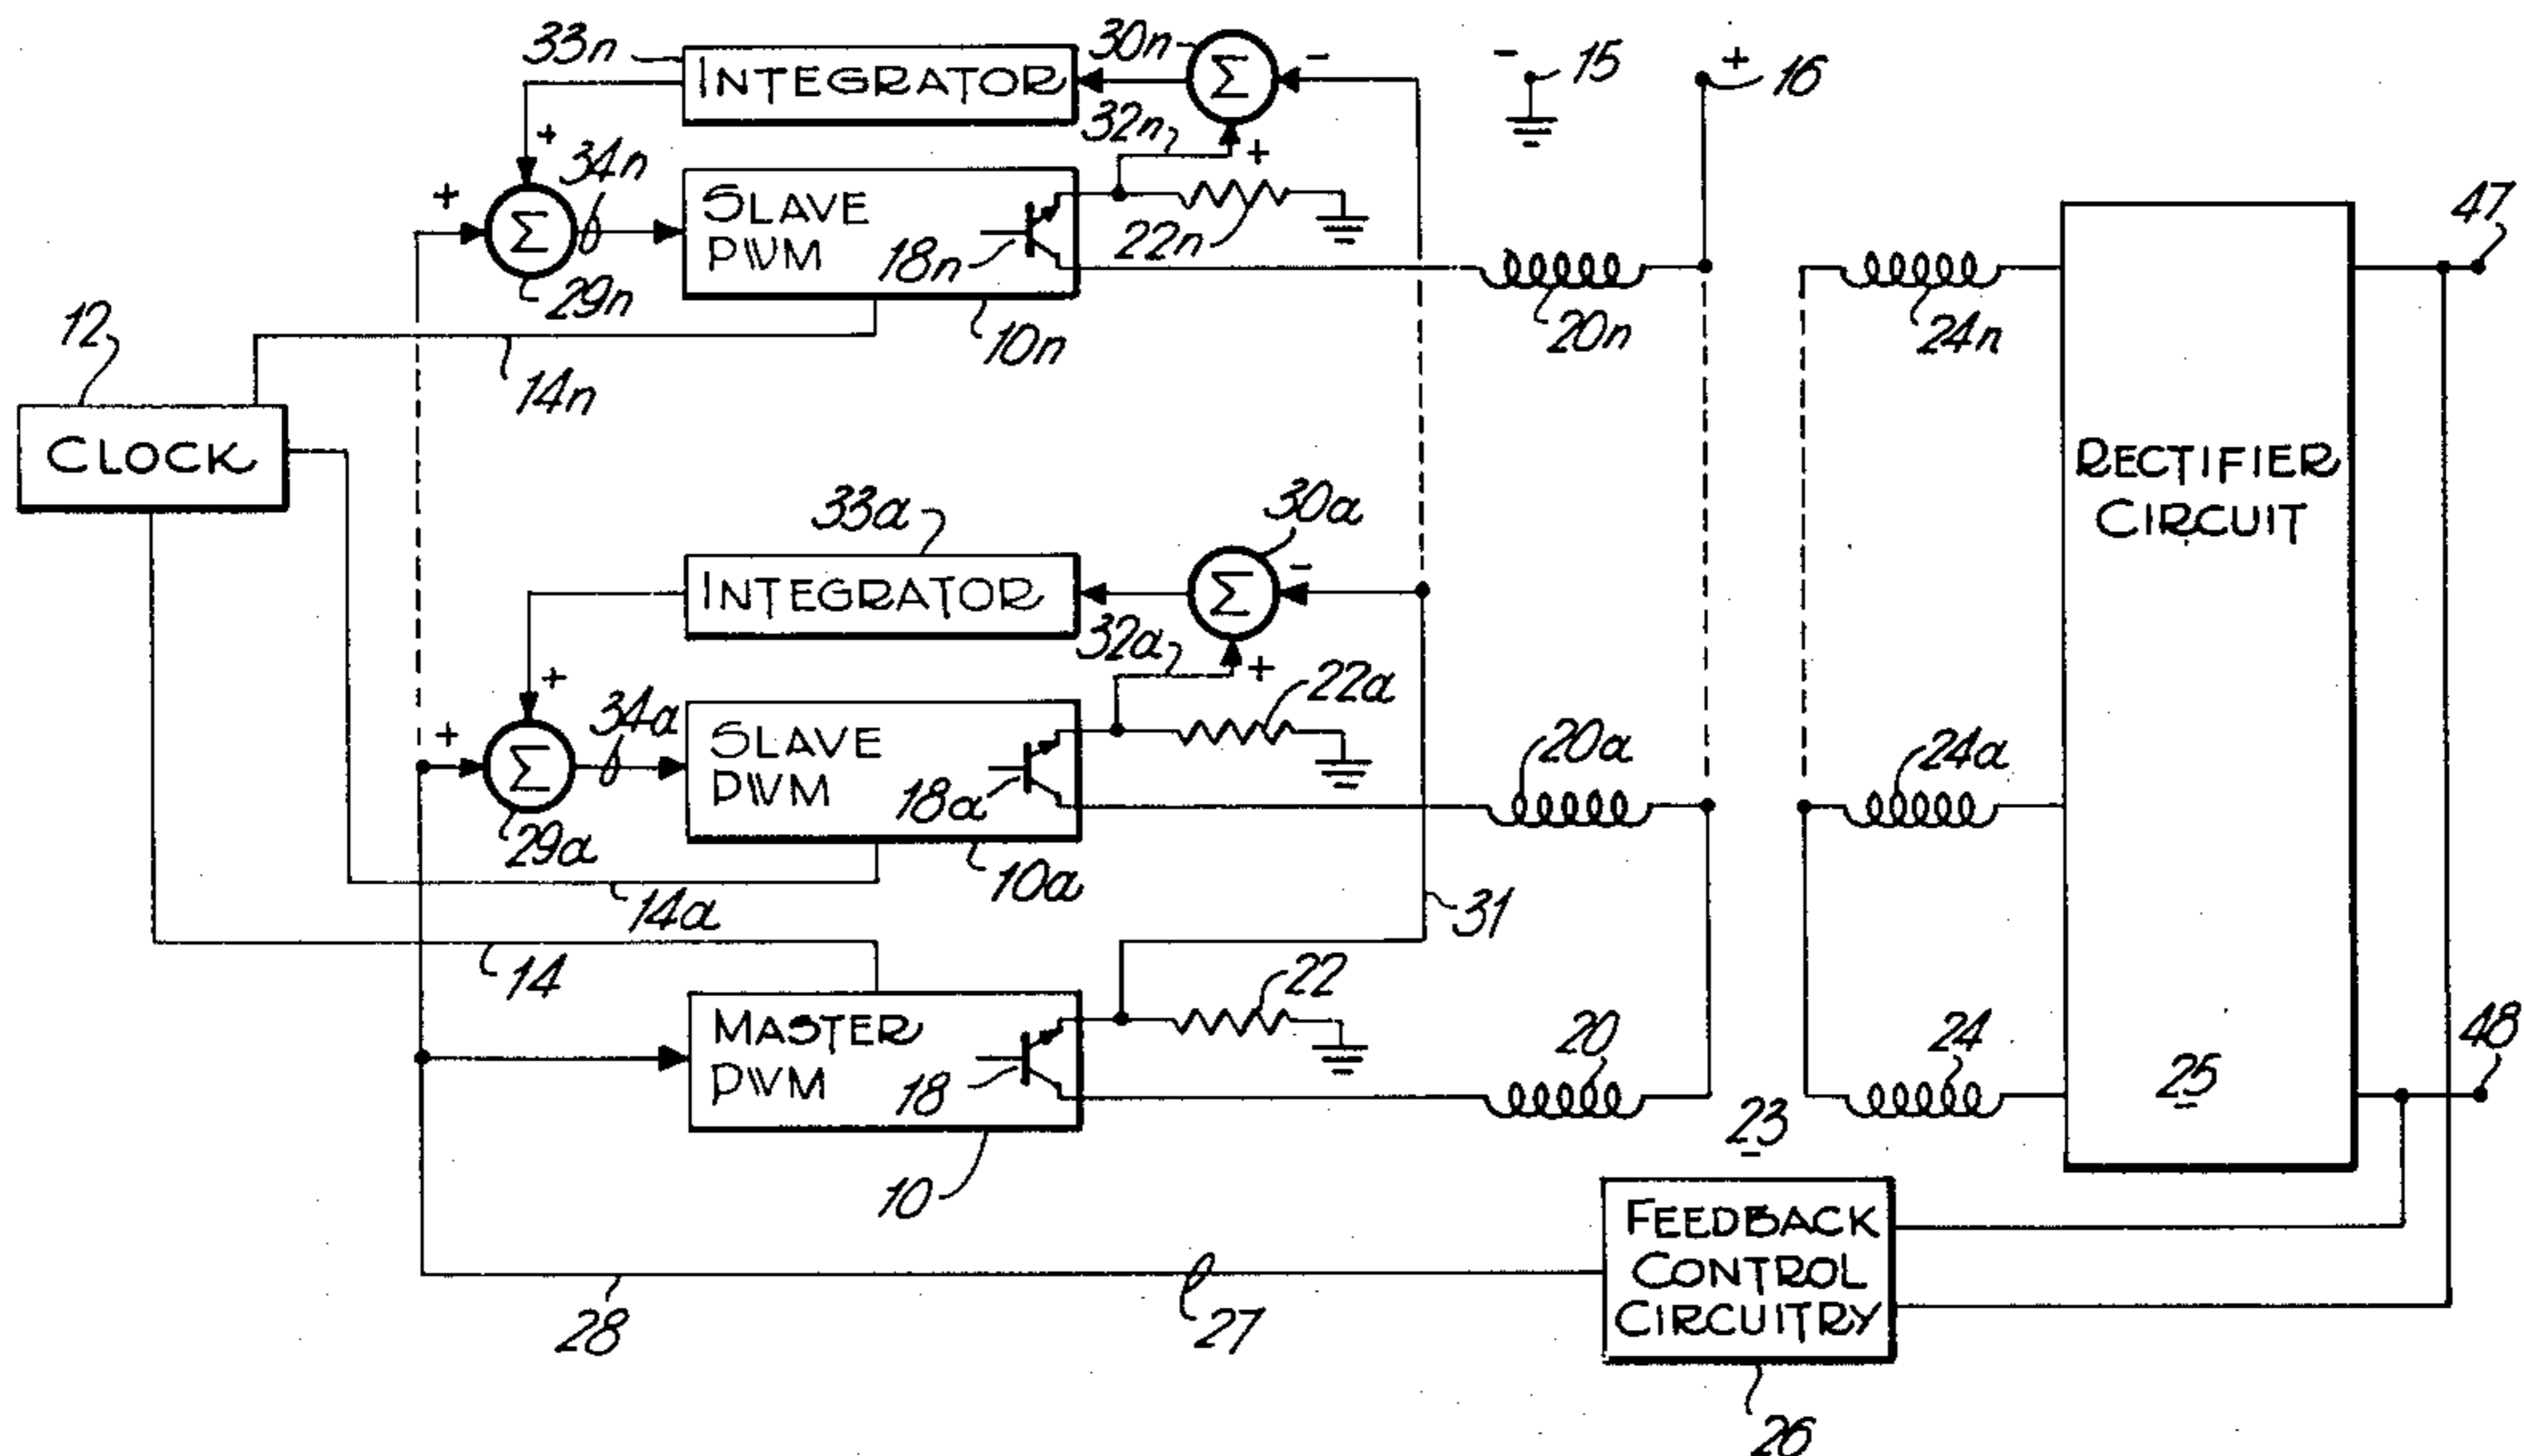 33n
INTEGRATOR
30n
Σ
-
- 15
+ 16
32n
+
+
34n
+
Σ
29n
SLAVE
PWM
18n
22n
10n
20n
24n
47
12
14n
CLOCK
RECTIFIER
CIRCUIT
33a
INTEGRATOR
30a
Σ
-
32a
+
22a
+
34a
+
Σ
29a
SLAVE
PWM
18a
20a
24a
10a
14a
31
14
MASTER
PWM
18
22
20
24
25
48
23
10
FEEDBACK
CONTROL
CIRCUITRY
28
27
26